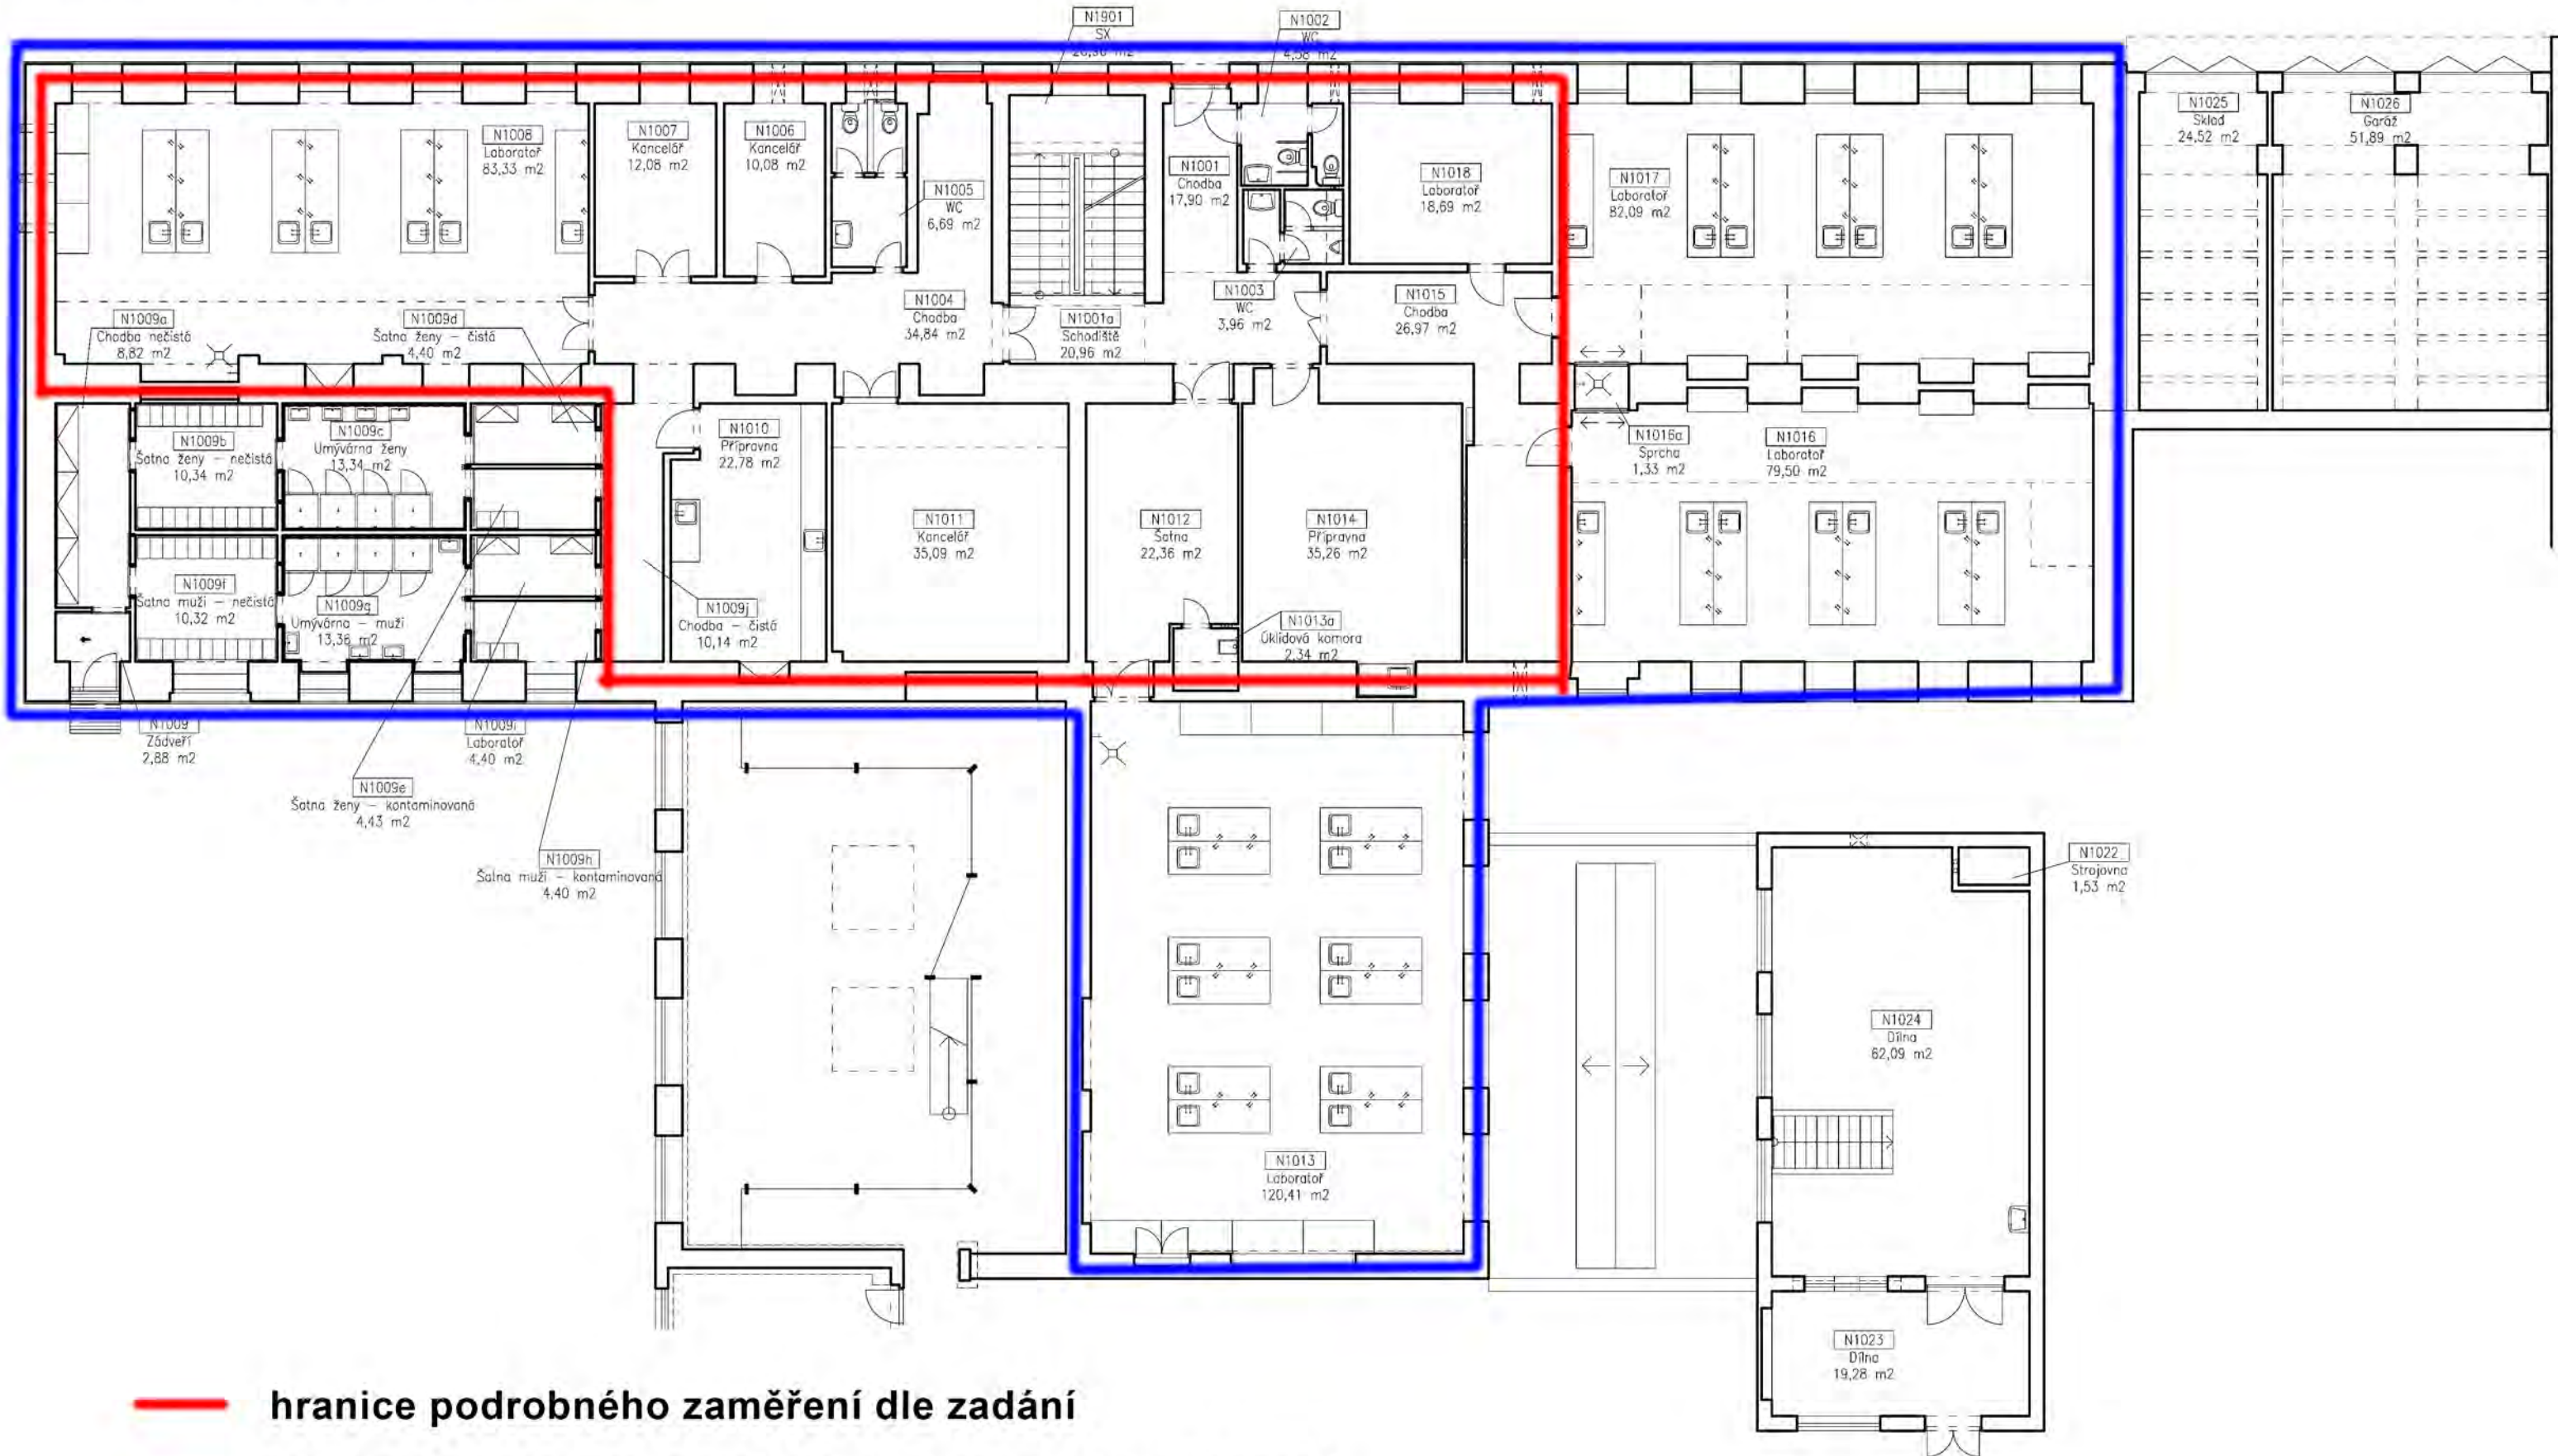 N1901
SX
20,96 m2
N1002
WC
4,58 m2
N1008
Laboratoř
83,33 m2
N1007
Kancelář
12,08 m2
N1006
Kancelář
10,08 m2
N1005
WC
6,69 m2
N1001
Chodba
17,90 m2
N1018
Laboratoř
18,69 m2
N1017
Laboratoř
82,09 m2
N1025
Sklad
24,52 m2
N1026
Garáž
51,89 m2
N1009a
Chodba nečistá
8,82 m2
N1009d
Šatna ženy – čistá
4,40 m2
N1004
Chodba
34,84 m2
N1001a
Schodiště
20,96 m2
N1003
WC
3,96 m2
N1015
Chodba
26,97 m2
N1009b
Šatna ženy – nečistá
10,34 m2
N1009c
Umývárna ženy
13,34 m2
N1010
Přípravna
22,78 m2
N1016a
Sprcha
1,33 m2
N1016
Laboratoř
79,50 m2
N1011
Kancelář
35,09 m2
N1012
Šatna
22,36 m2
N1014
Přípravna
35,26 m2
N1009f
Šatna muži – nečistá
10,32 m2
N1009g
Umývárna – muži
13,36 m2
N1009j
Chodba – čistá
10,14 m2
N1013a
Úklidová komora
2,34 m2
N1009
Zádveří
2,88 m2
N1009i
Laboratoř
4,40 m2
N1009e
Šatna ženy – kontaminovaná
4,43 m2
N1009h
Šatna muži – kontaminovaná
4,40 m2
N1022
Strojovna
1,53 m2
N1024
Dílna
62,09 m2
N1013
Laboratoř
120,41 m2
N1023
Dílna
19,28 m2
hranice podrobného zaměření dle zadání